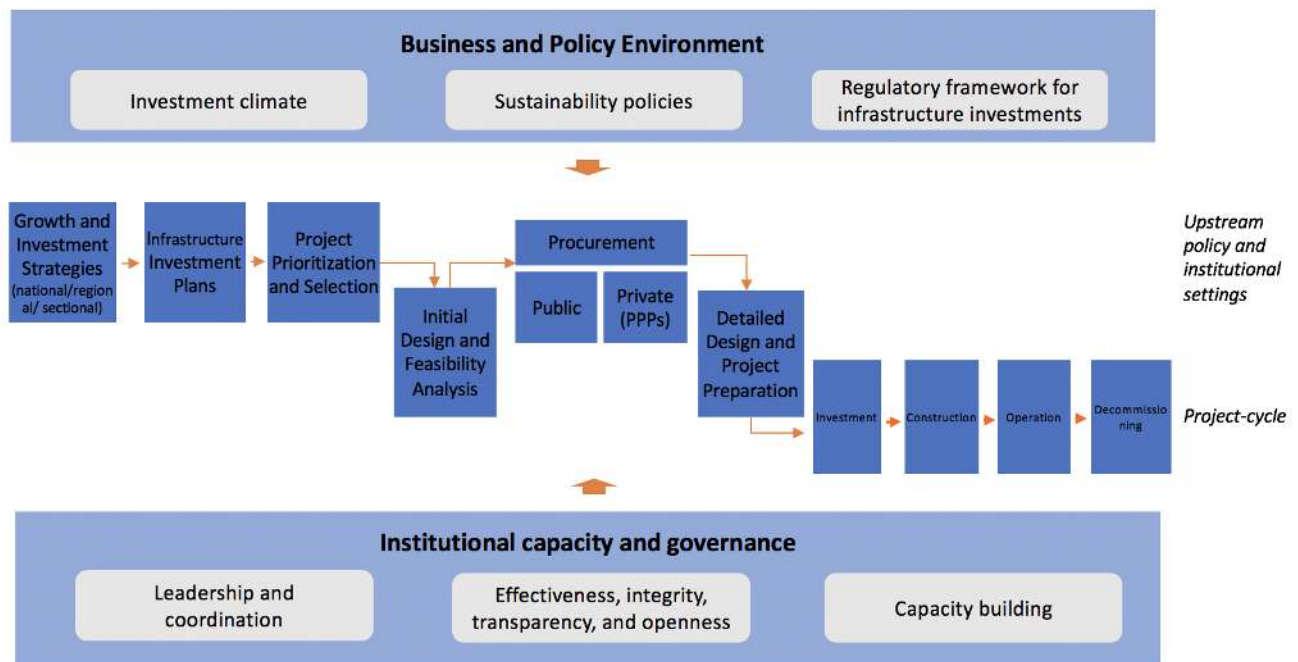 Business and Policy Environment
Investment climate
Sustainability policies
Regulatory framework for
infrastructure investments
Growth and
Investment
Strategies
(national/region
al/ sectional)
Infrastructure
Investment
Plans
Project
Prioritization
and Selection
Initial
Design and
Feasibility
Analysis
Procurement
Public
Private
(PPPs)
Detailed
Design and
Project
Preparation
Investment
Construction
Operation
Decommissio
ning
Upstream
policy and
institutional
settings
Project-cycle
Institutional capacity and governance
Leadership and
coordination
Effectiveness, integrity,
transparency, and openness
Capacity building